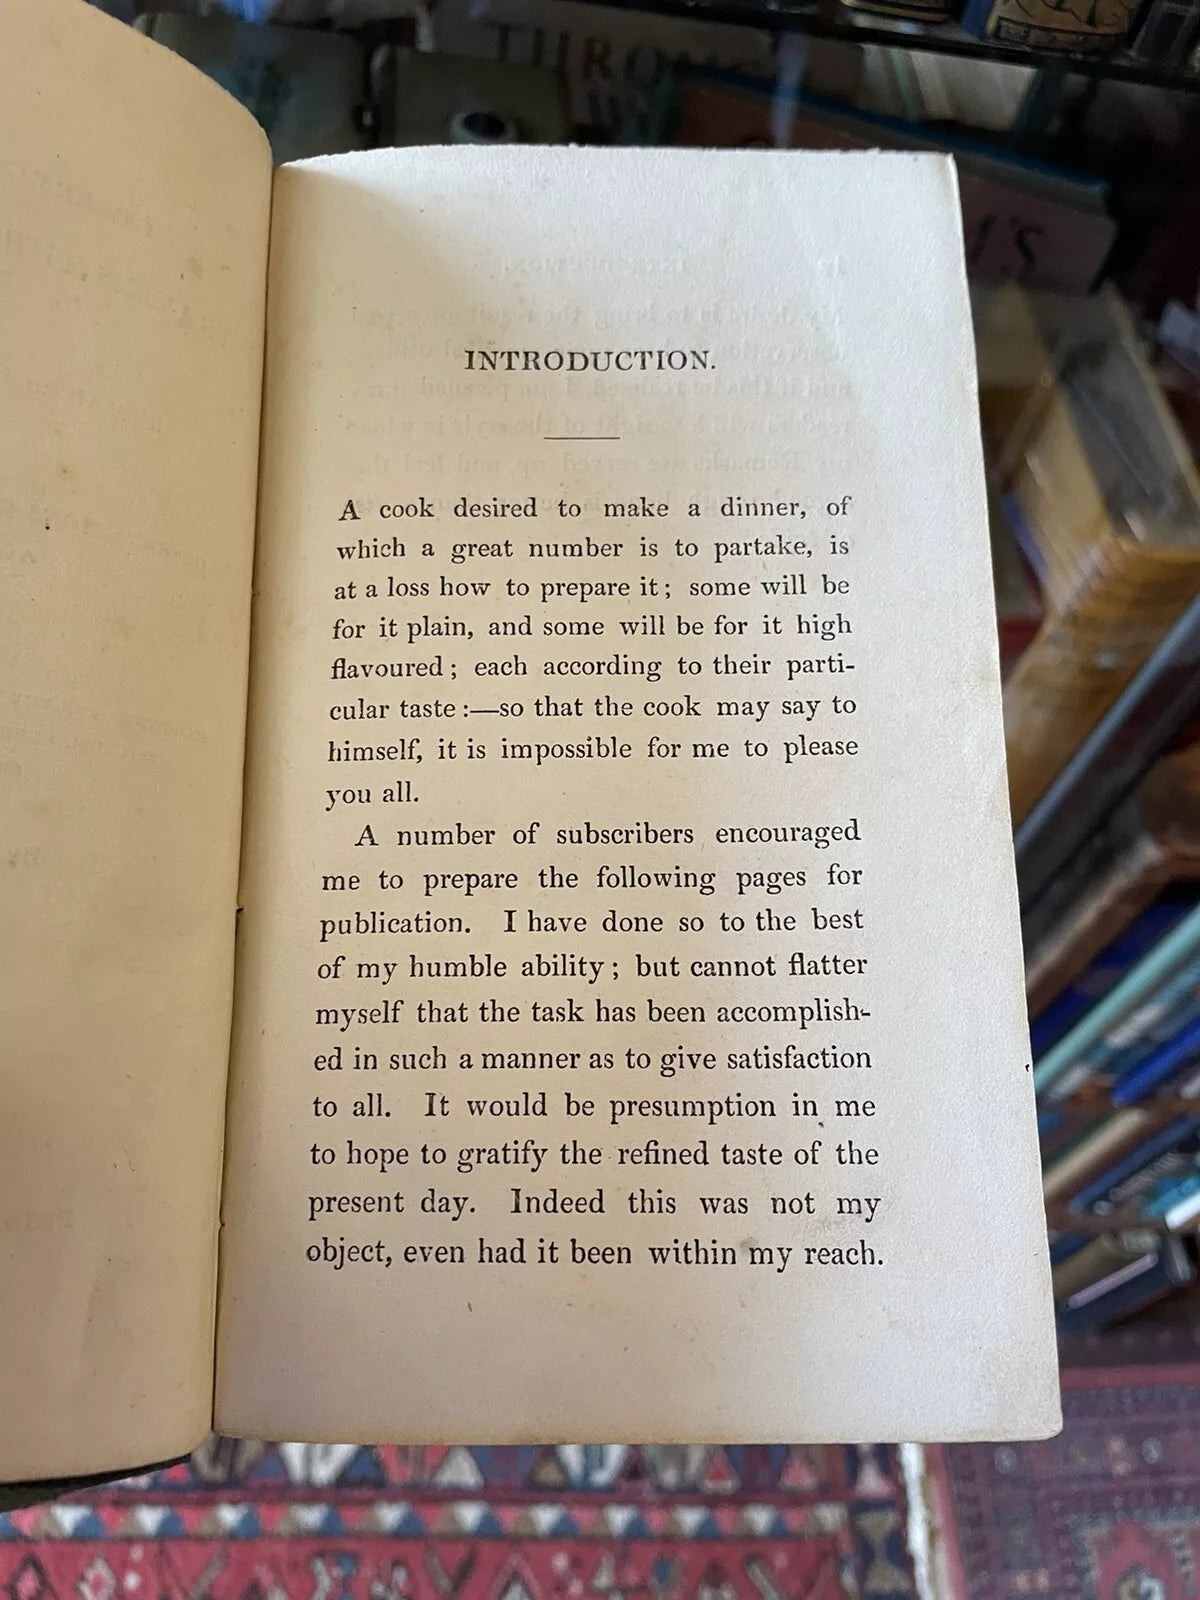 INTRODUCTION.
A cook desired to make a dinner, of
which a great number is to partake, is
at a loss how to prepare it; some will be
for it plain, and some will be for it high
flavoured; each according to their parti-
cular taste:—so that the cook may say to
himself, it is impossible for me to please
you all.
A number of subscribers encouraged
me to prepare the following pages for
publication. I have done so to the best
of my humble ability; but cannot flatter
myself that the task has been accomplish-
ed in such a manner as to give satisfaction
to all. It would be presumption in me
to hope to gratify the refined taste of the
present day. Indeed this was not my
object, even had it been within my reach.